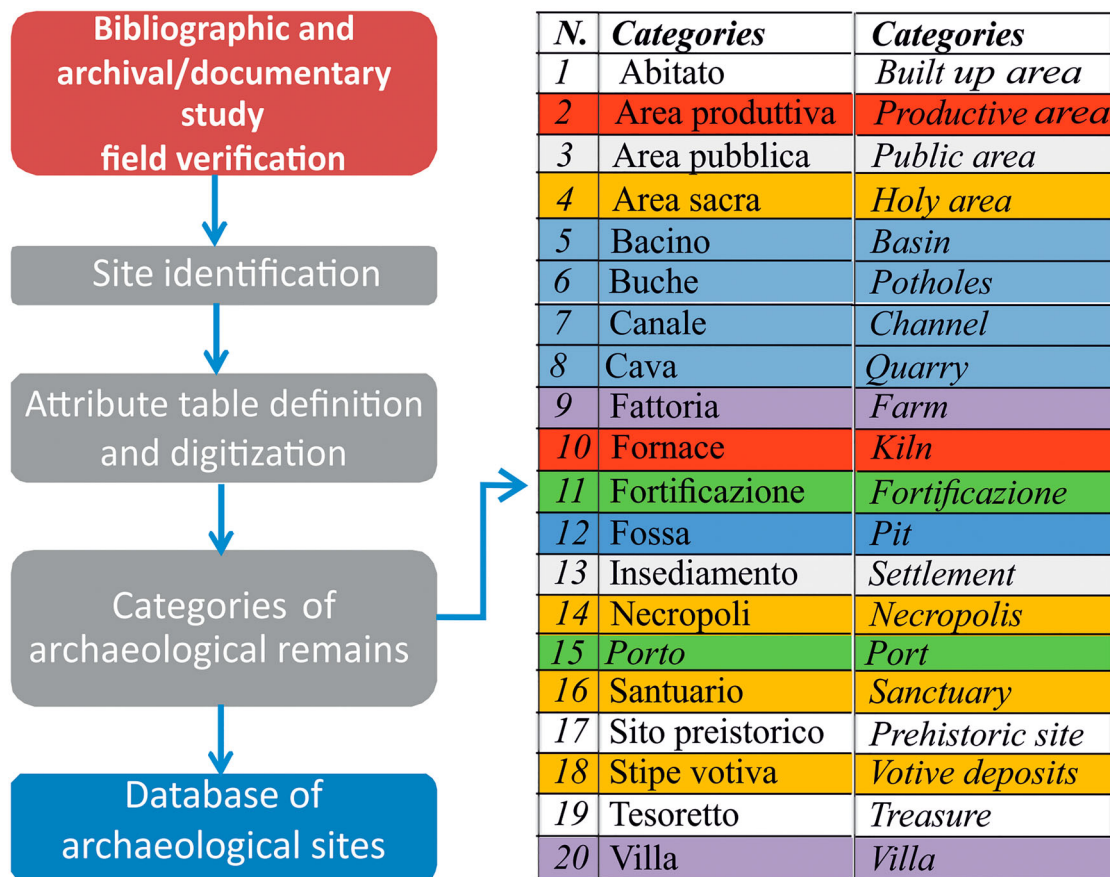 Bibliographic and
archival/documentary
study
field verification
Site identification
Attribute table definition
and digitization
Categories of
archaeological remains
Database of
archaeological sites
N. Categories Categories
1 Abitato Built up area
2 Area produttiva Productive area
3 Area pubblica Public area
4 Area sacra Holy area
5 Bacino Basin
6 Buche Potholes
7 Canale Channel
8 Cava Quarry
9 Fattoria Farm
10 Fornace Kiln
11 Fortificazione Fortificazione
12 Fossa Pit
13 Insediamento Settlement
14 Necropoli Necropolis
15 Porto Port
16 Santuario Sanctuary
17 Sito preistorico Prehistoric site
18 Stipe votiva Votive deposits
19 Tesoretto Treasure
20 Villa Villa